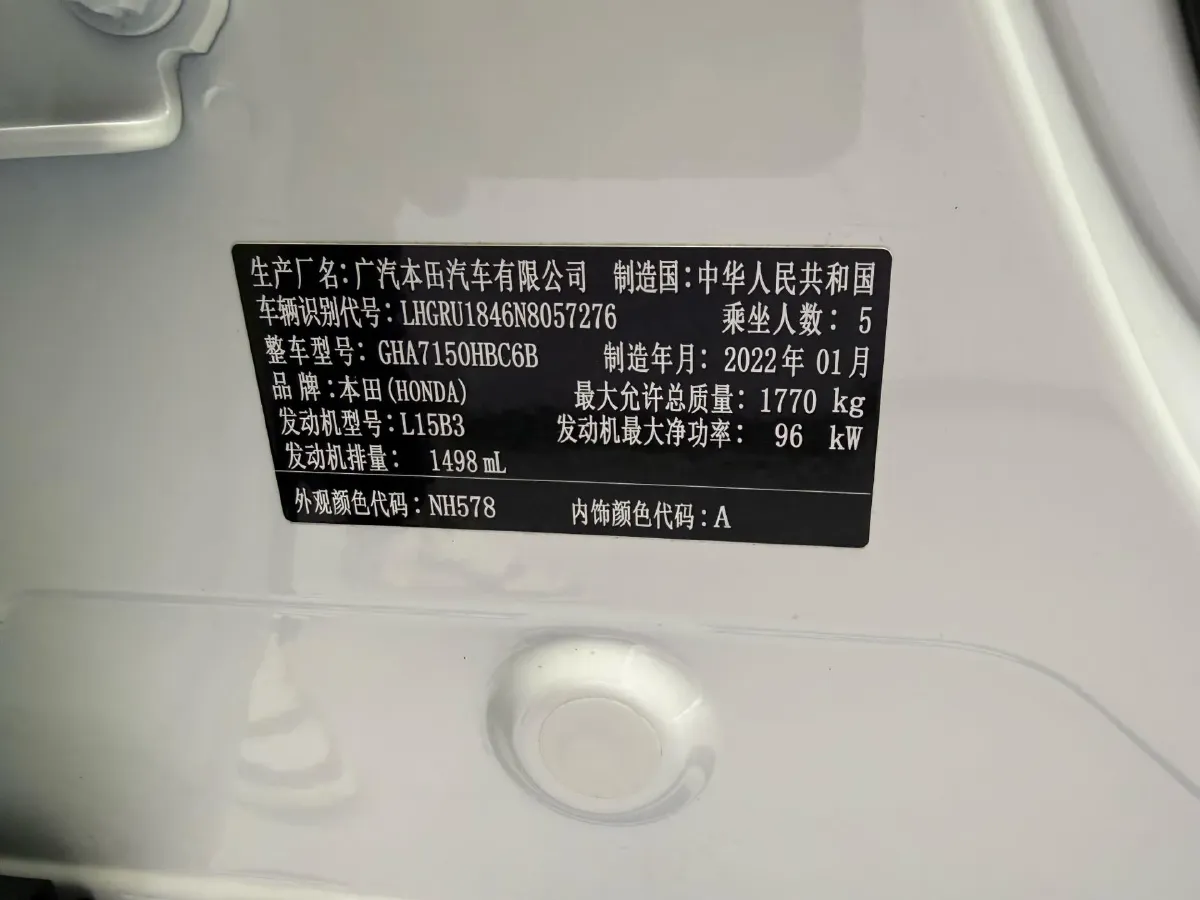 生产厂名:广汽本田汽车有限公司 制造国:中华人民共和国
车辆识别代号:LHGRU1846N8057276 乘坐人数: 5
整车型号:GHA7150HBC6B 制造年月:2022年01月
品 牌:本田(HONDA) 最大允许总质量:1770 kg
发动机型号:L15B3 发动机最大净功率: 96 kW
发动机排量: 1498mL
外观颜色代码:NH578 内饰颜色代码:A